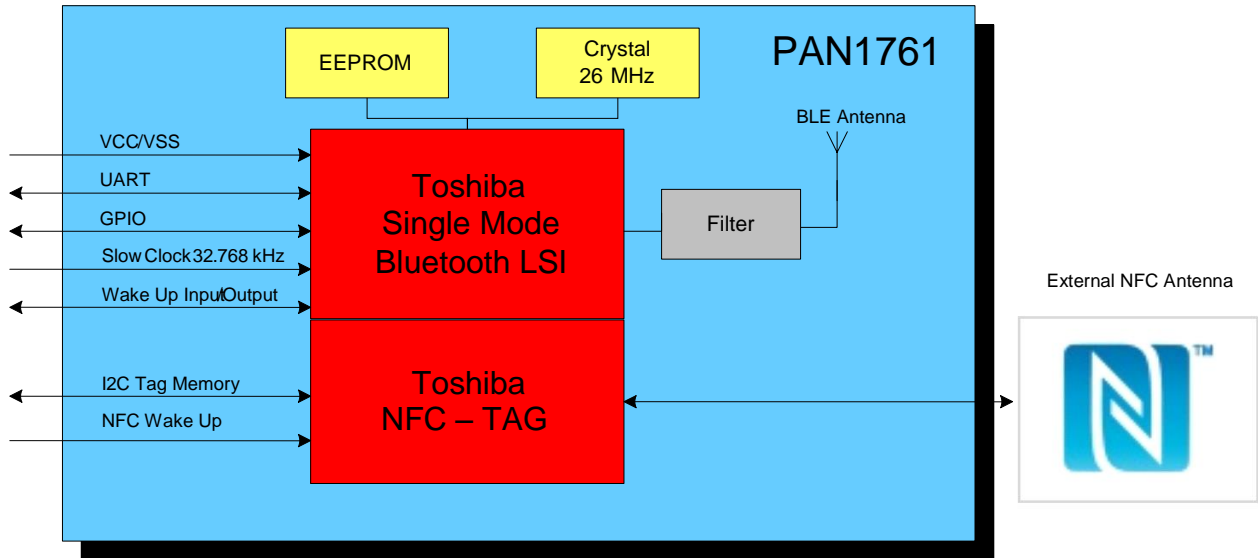 PAN1761
EEPROM
Crystal
26 MHz
BLE Antenna
VCC/VSS
UART
GPIO
Slow Clock 32.768 kHz
Wake Up Input/Output
Toshiba
Single Mode
Bluetooth LSI
Filter
External NFC Antenna
I2C Tag Memory
NFC Wake Up
Toshiba
NFC – TAG
TM